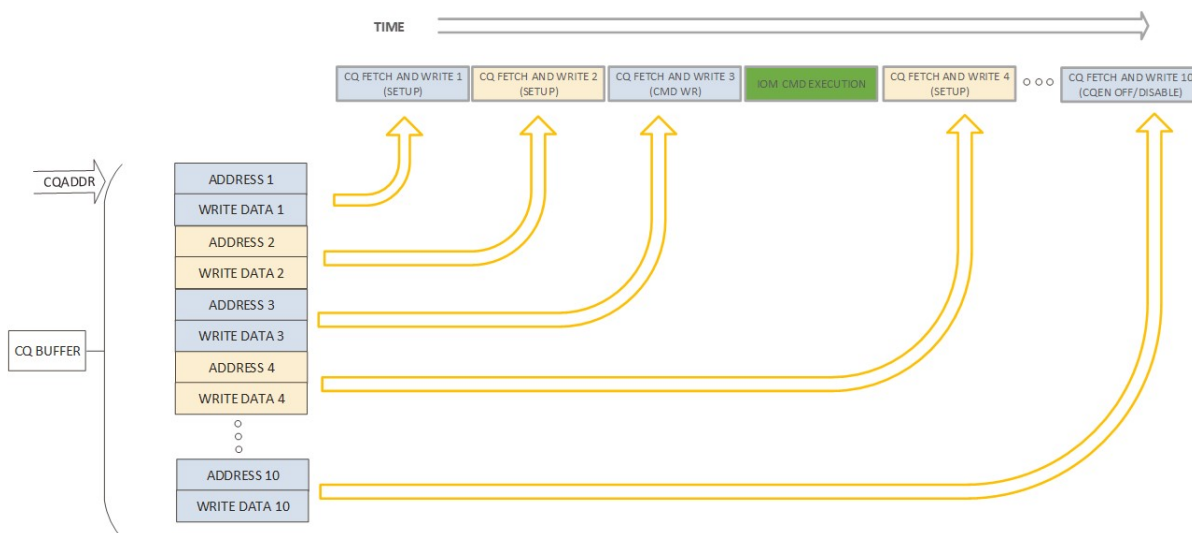 TIME
CQ FETCH AND WRITE 1
(SETUP)
CQ FETCH AND WRITE 2
(SETUP)
CQ FETCH AND WRITE 3
(CMD WR)
IOM CMD EXECUTION
CQ FETCH AND WRITE 4
(SETUP)
CQ FETCH AND WRITE 10
(CQEN OFF/DISABLE)
CQADDR
ADDRESS 1
WRITE DATA 1
ADDRESS 2
WRITE DATA 2
ADDRESS 3
WRITE DATA 3
CQ BUFFER
ADDRESS 4
WRITE DATA 4
ADDRESS 10
WRITE DATA 10